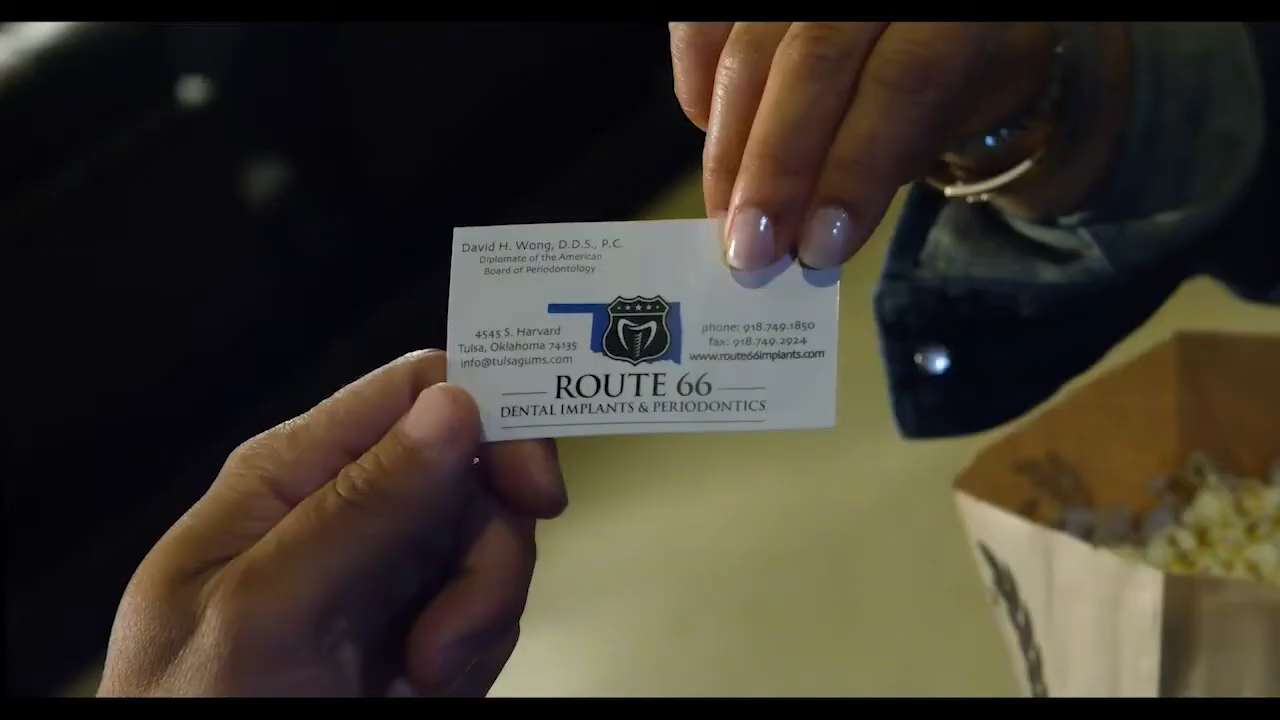 David H. Wong, D.D.S., P.C.
Diplomate of the American
Board of Periodontology
4545 S. Harvard
Tulsa, Oklahoma 74135
info@tulsagums.com
phone: 918.749.1850
fax: 918.749.2924
www.route66implants.com
ROUTE 66
DENTAL IMPLANTS & PERIODONTICS